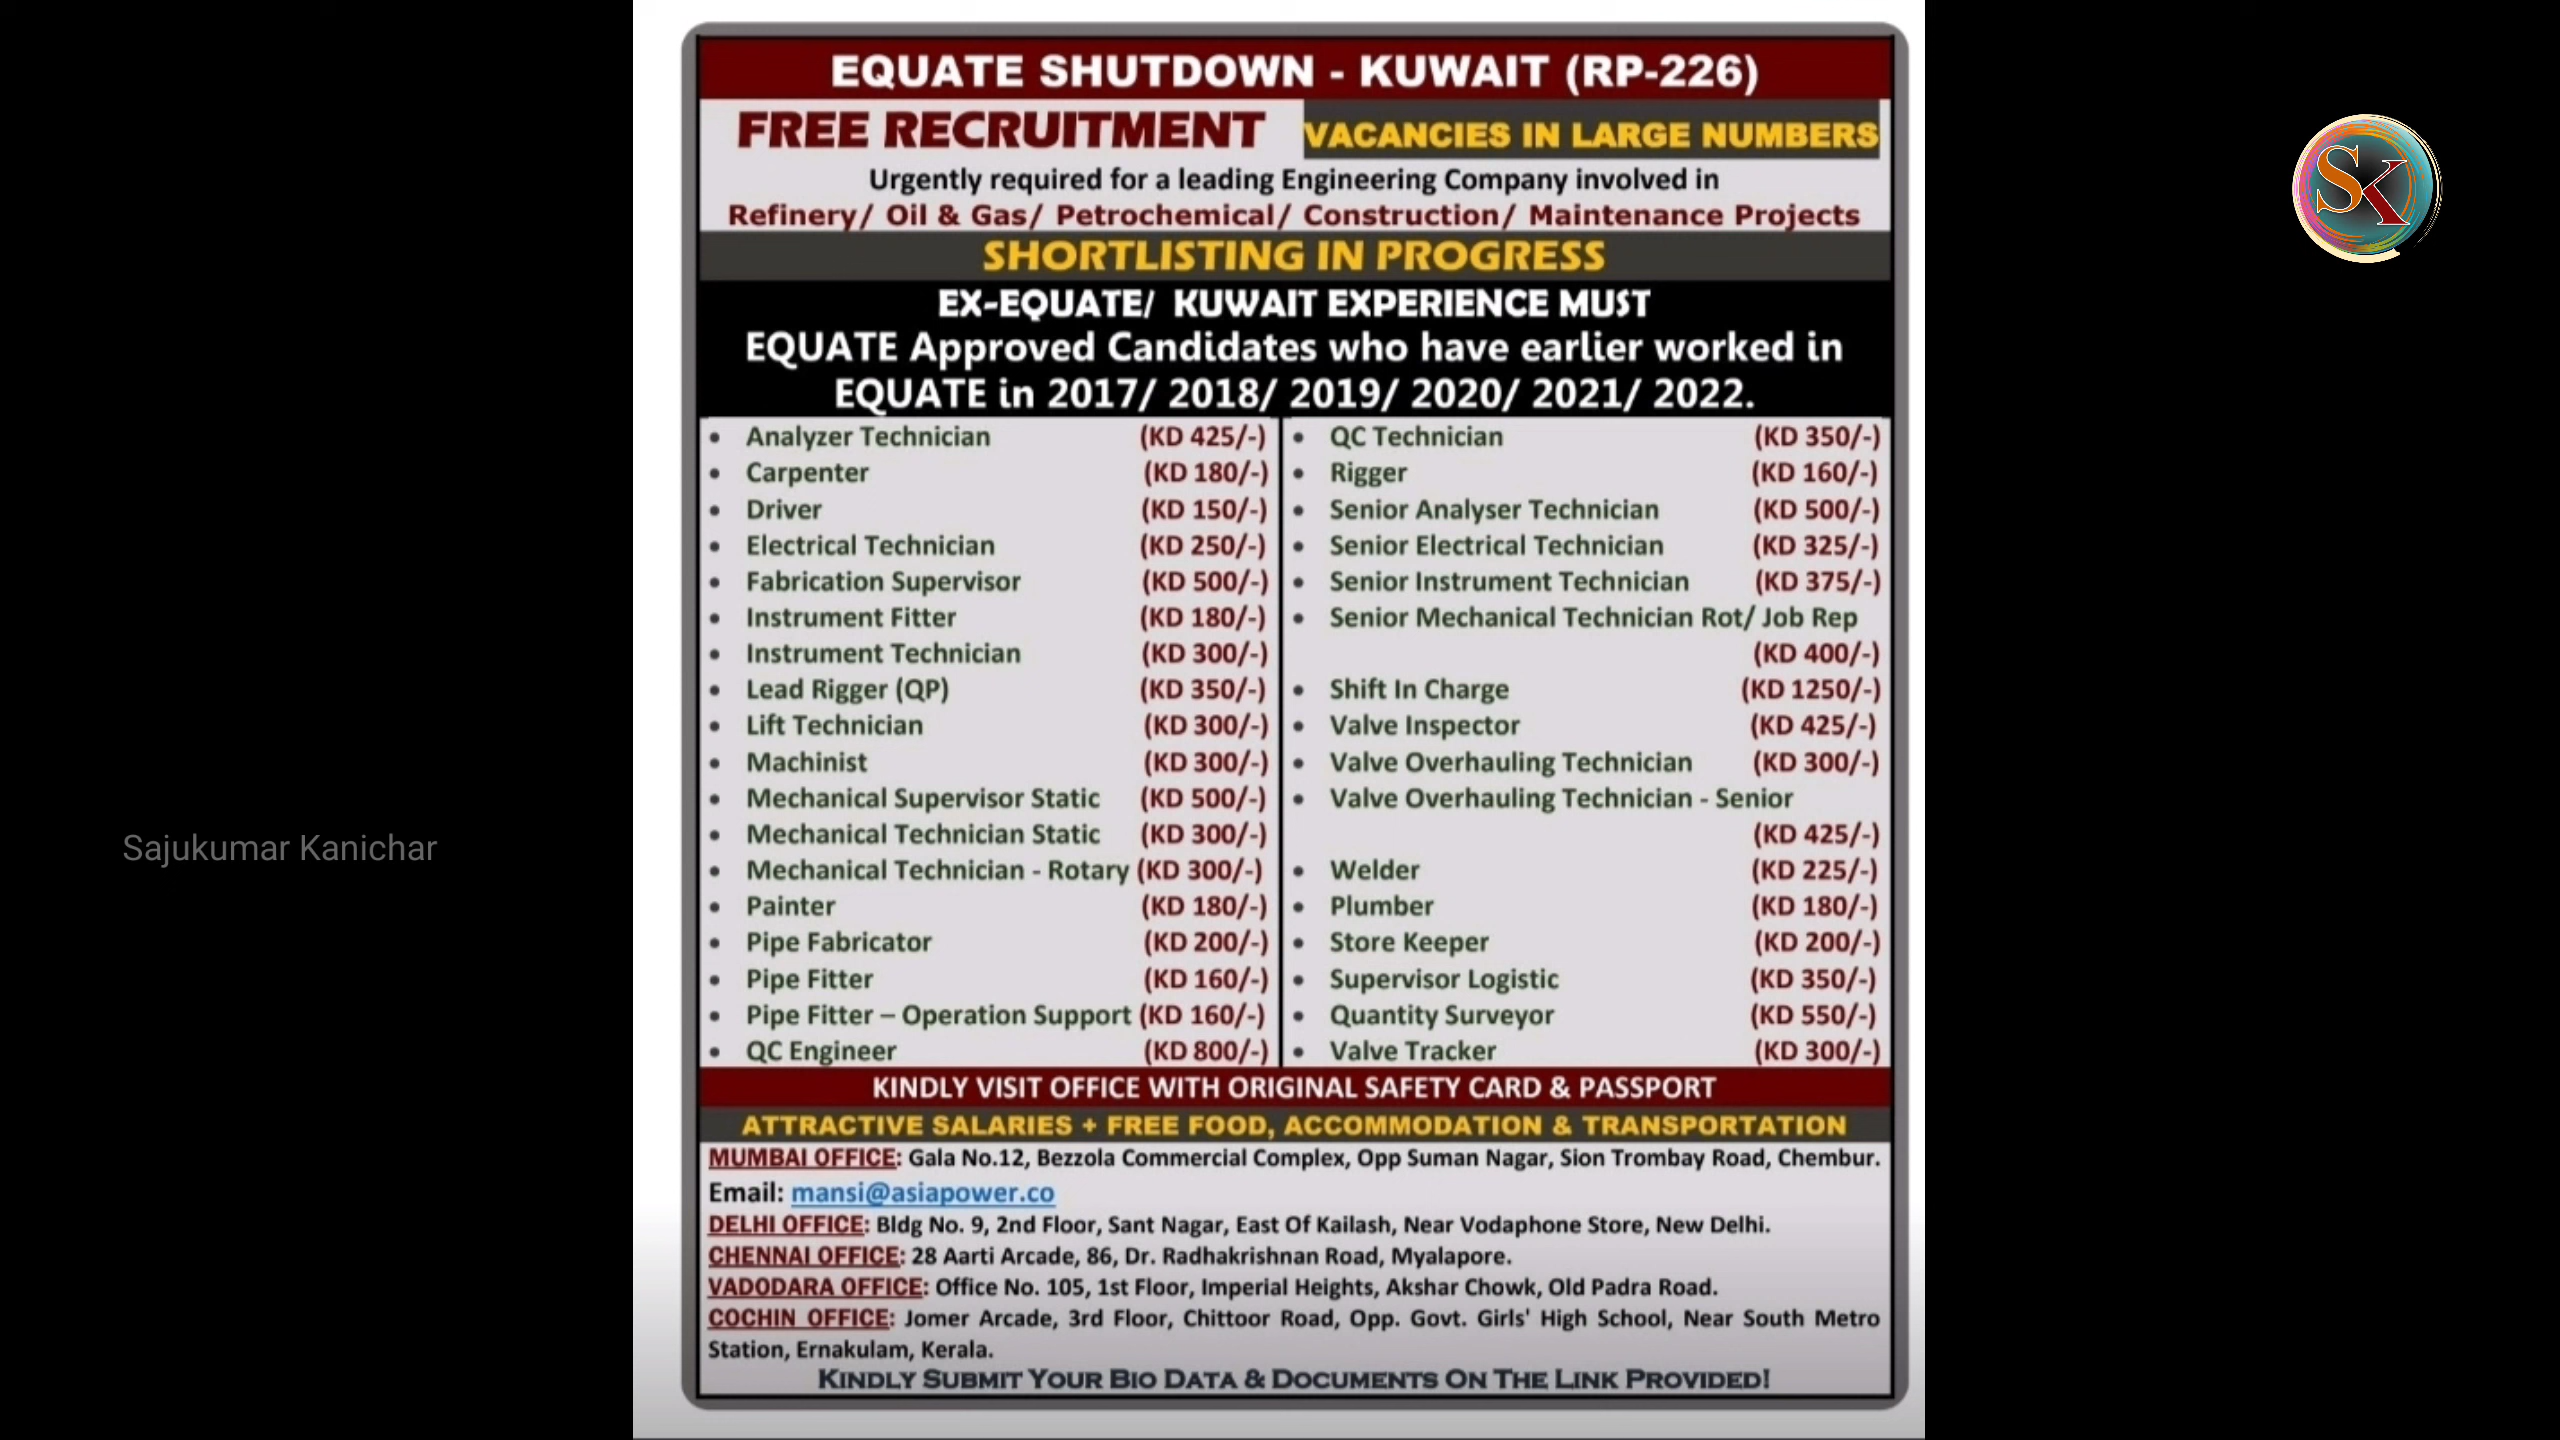 EQUATE SHUTDOWN - KUWAIT (RP-226)
FREE RECRUITMENT
VACANCIES IN LARGE NUMBERS
Urgently required for a leading Engineering Company involved in
Refinery/ Oil & Gas/ Petrochemical/ Construction/ Maintenance Projects
SHORTLISTING IN PROGRESS
EX-EQUATE/ KUWAIT EXPERIENCE MUST
EQUATE Approved Candidates who have earlier worked in
EQUATE in 2017/ 2018/ 2019/ 2020/ 2021/ 2022.
• Analyzer Technician (KD 425/-)
• Carpenter (KD 180/-)
• Driver (KD 150/-)
• Electrical Technician (KD 250/-)
• Fabrication Supervisor (KD 500/-)
• Instrument Fitter (KD 180/-)
• Instrument Technician (KD 300/-)
• Lead Rigger (QP) (KD 350/-)
• Lift Technician (KD 300/-)
• Machinist (KD 300/-)
• Mechanical Supervisor Static (KD 500/-)
• Mechanical Technician Static (KD 300/-)
• Mechanical Technician - Rotary (KD 300/-)
• Painter (KD 180/-)
• Pipe Fabricator (KD 200/-)
• Pipe Fitter (KD 160/-)
• Pipe Fitter – Operation Support (KD 160/-)
• QC Engineer (KD 800/-)
• QC Technician (KD 350/-)
• Rigger (KD 160/-)
• Senior Analyser Technician (KD 500/-)
• Senior Electrical Technician (KD 325/-)
• Senior Instrument Technician (KD 375/-)
• Senior Mechanical Technician Rot/ Job Rep
(KD 400/-)
• Shift In Charge (KD 1250/-)
• Valve Inspector (KD 425/-)
• Valve Overhauling Technician (KD 300/-)
• Valve Overhauling Technician - Senior
(KD 425/-)
• Welder (KD 225/-)
• Plumber (KD 180/-)
• Store Keeper (KD 200/-)
• Supervisor Logistic (KD 350/-)
• Quantity Surveyor (KD 550/-)
• Valve Tracker (KD 300/-)
KINDLY VISIT OFFICE WITH ORIGINAL SAFETY CARD & PASSPORT
ATTRACTIVE SALARIES + FREE FOOD, ACCOMMODATION & TRANSPORTATION
MUMBAI OFFICE: Gala No.12, Bezzola Commercial Complex, Opp Suman Nagar, Sion Trombay Road, Chembur.
Email: mansi@asiapower.co
DELHI OFFICE: Bldg No. 9, 2nd Floor, Sant Nagar, East Of Kailash, Near Vodaphone Store, New Delhi.
CHENNAI OFFICE: 28 Aarti Arcade, 86, Dr. Radhakrishnan Road, Myalapore.
VADODARA OFFICE: Office No. 105, 1st Floor, Imperial Heights, Akshar Chowk, Old Padra Road.
COCHIN OFFICE: Jomer Arcade, 3rd Floor, Chittoor Road, Opp. Govt. Girls' High School, Near South Metro
Station, Ernakulam, Kerala.
KINDLY SUBMIT YOUR BIO DATA & DOCUMENTS ON THE LINK PROVIDED!
Sajukumar Kanichar
SK